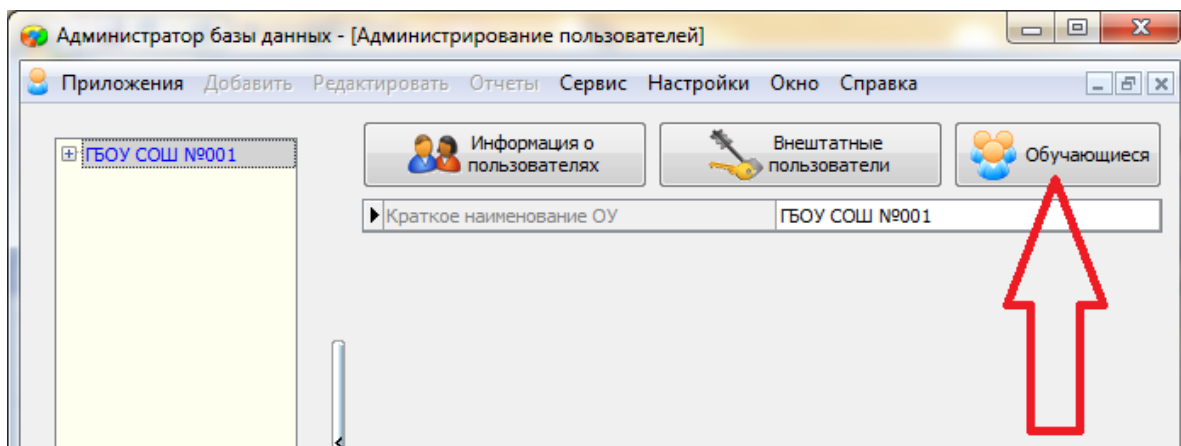 Администратор базы данных - [Администрирование пользователей]
Приложения Добавить Редактировать Отчеты Сервис Настройки Окно Справка
ГБОУ СОШ №001
Информация о
пользователях
Внештатные
пользователи
Обучающиеся
Краткое наименование ОУ ГБОУ СОШ №001